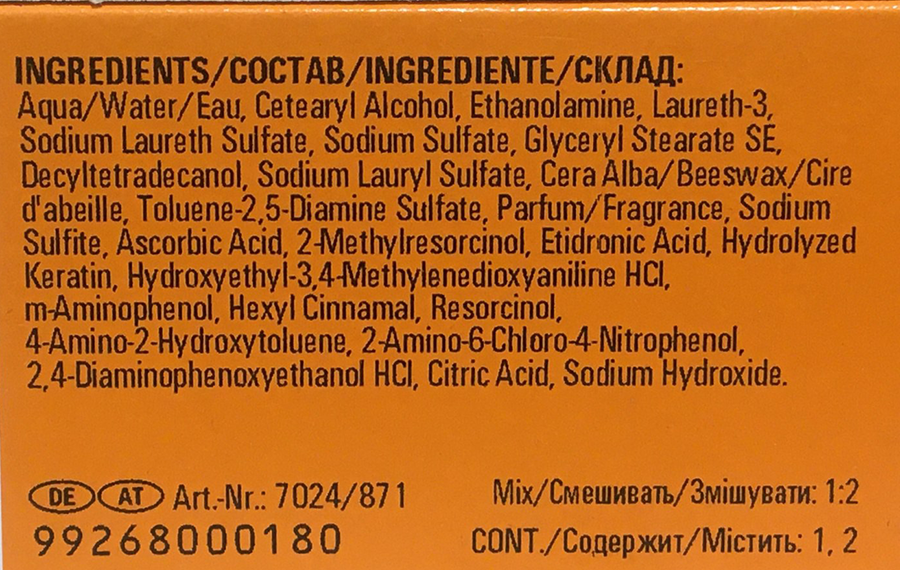 INGREDIENTS/СОСТАВ/INGREDIENTE/СКЛАД:
Aqua/Water/Eau, Cetearyl Alcohol, Ethanolamine, Laureth-3,
Sodium Laureth Sulfate, Sodium Sulfate, Glyceryl Stearate SE,
Decyltetradecanol, Sodium Lauryl Sulfate, Cera Alba/Beeswax/Cire
d'abeille, Toluene-2,5-Diamine Sulfate, Parfum/Fragrance, Sodium
Sulfite, Ascorbic Acid, 2-Methylresorcinol, Etidronic Acid, Hydrolyzed
Keratin, Hydroxyethyl-3,4-Methylenedioxyaniline HCl,
m-Aminophenol, Hexyl Cinnamal, Resorcinol,
4-Amino-2-Hydroxytoluene, 2-Amino-6-Chloro-4-Nitrophenol,
2,4-Diaminophenoxyethanol HCl, Citric Acid, Sodium Hydroxide.
DE AT Art.-Nr.: 7024/871
99268000180
Mix/Смешивать/Змішувати: 1:2
CONT./Содержит/Містить: 1, 2